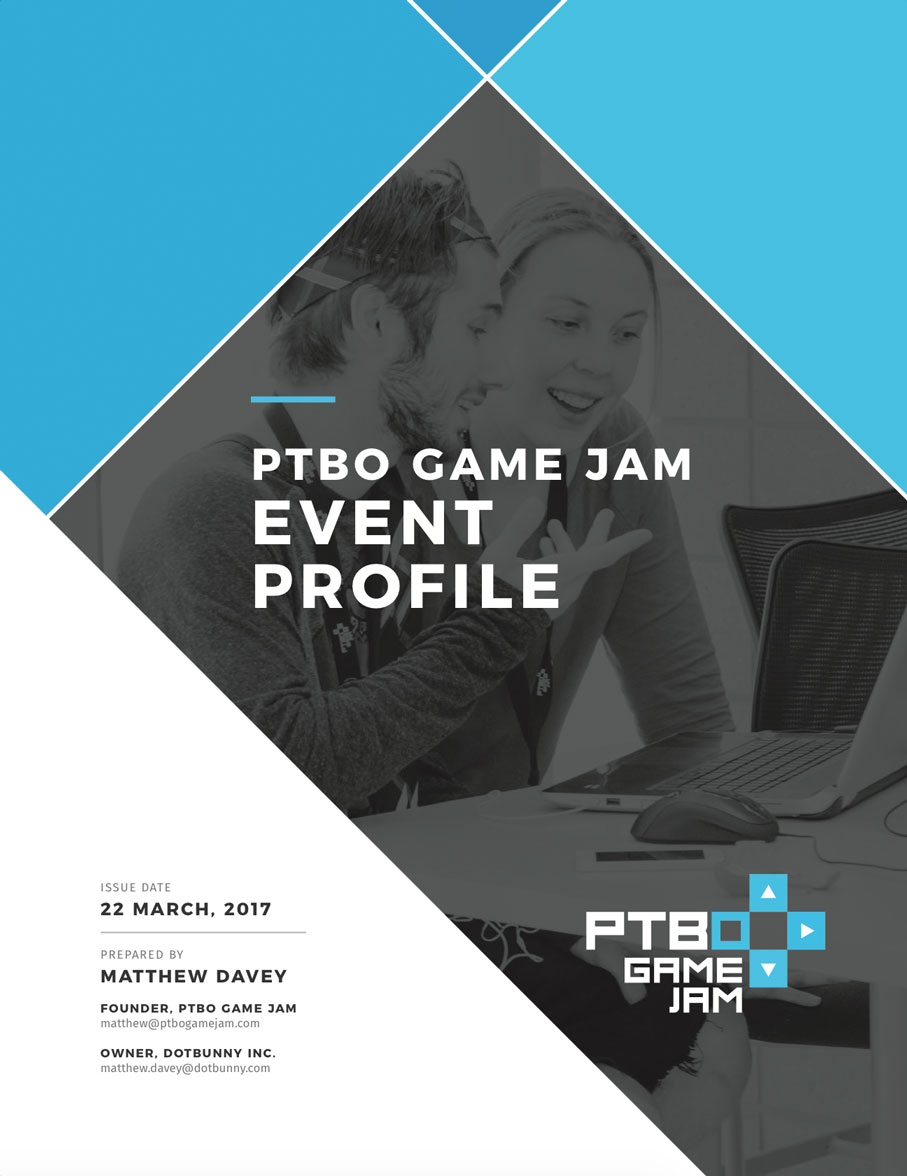 PTBO GAME JAM
EVENT
PROFILE
ISSUE DATE
22 MARCH, 2017
PREPARED BY
MATTHEW DAVEY
FOUNDER, PTBO GAME JAM
matthew@ptbogamejam.com
OWNER, DOTBUNNY INC.
matthew.davey@dotbunny.com
PTBO
GAME
JAM